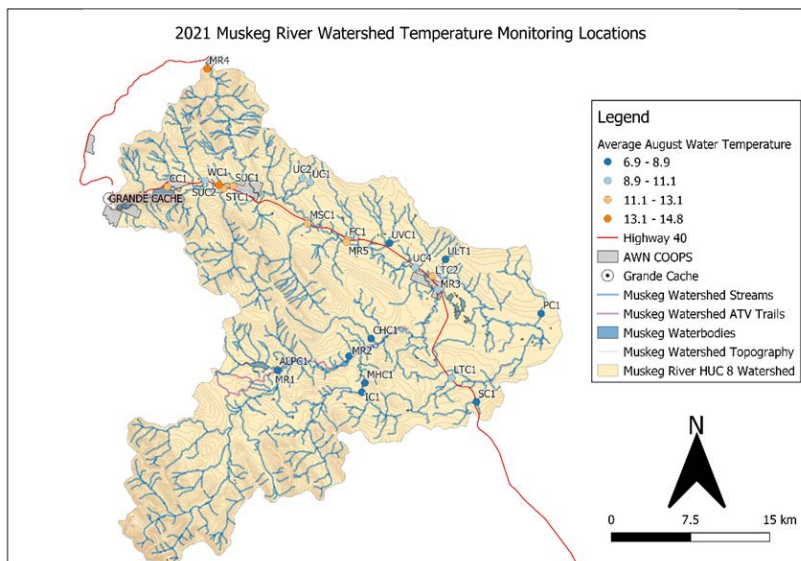 2021 Muskeg River Watershed Temperature Monitoring Locations
MR4
WC1
SUC1
UC2
UC1
GRANDE CACHE
SUC2
STC1
MSC1
FC1
UVC1
MR5
ULT1
UC4
LTC2
MR3
PC1
CHC1
MR2
ALPC1
MR1
MHC1
IC1
LTC1
SC1
Legend
Average August Water Temperature
6.9 - 8.9
8.9 - 11.1
11.1 - 13.1
13.1 - 14.8
Highway 40
AWN COOPS
Grande Cache
Muskeg Watershed Streams
Muskeg Watershed ATV Trails
Muskeg Waterbodies
Muskeg Watershed Topography
Muskeg River HUC 8 Watershed
N
0 7.5 15 km